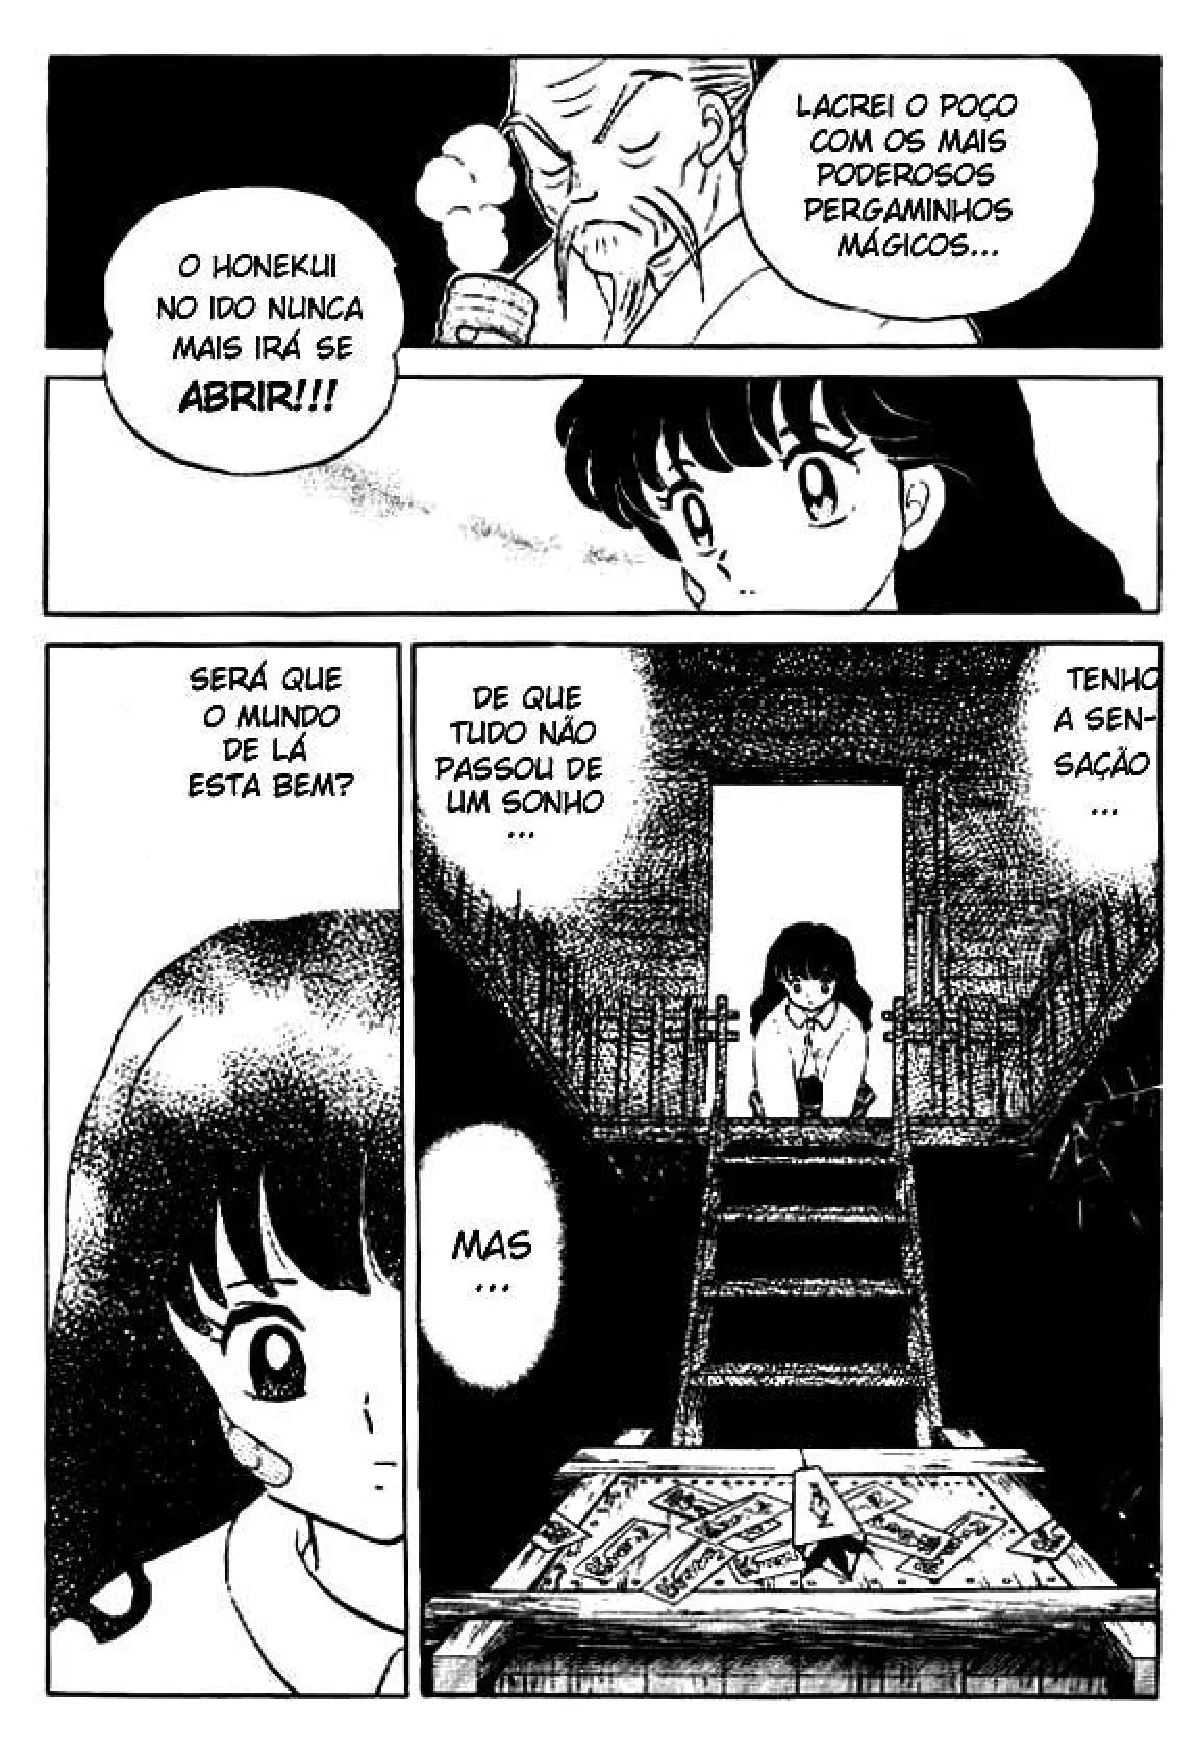 LACREI O POÇO
COM OS MAIS
PODEROSOS
PERGAMINHOS
MÁGICOS...
O HONEKUI
NO IDO NUNCA
MAIS IRÁ SE
ABRIR!!!
TENHO
A SEN-
SAÇÃO
...
DE QUE
TUDO NÃO
PASSOU DE
UM SONHO
...
MAS
...
SERÁ QUE
O MUNDO
DE LÁ
ESTA BEM?